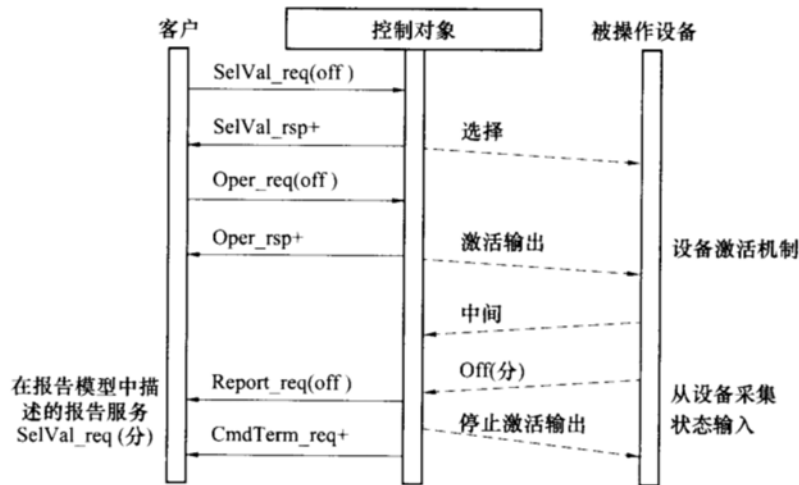 客户
控制对象
被操作设备
SelVal_req(off )
SelVal_rsp+
选择
Oper_req(off )
Oper_rsp+
激活输出
设备激活机制
中间
Off(分)
Report_req(off )
在报告模型中描
述的报告服务
SelVal_req (分)
从设备采集
状态输入
停止激活输出
CmdTerm_req+